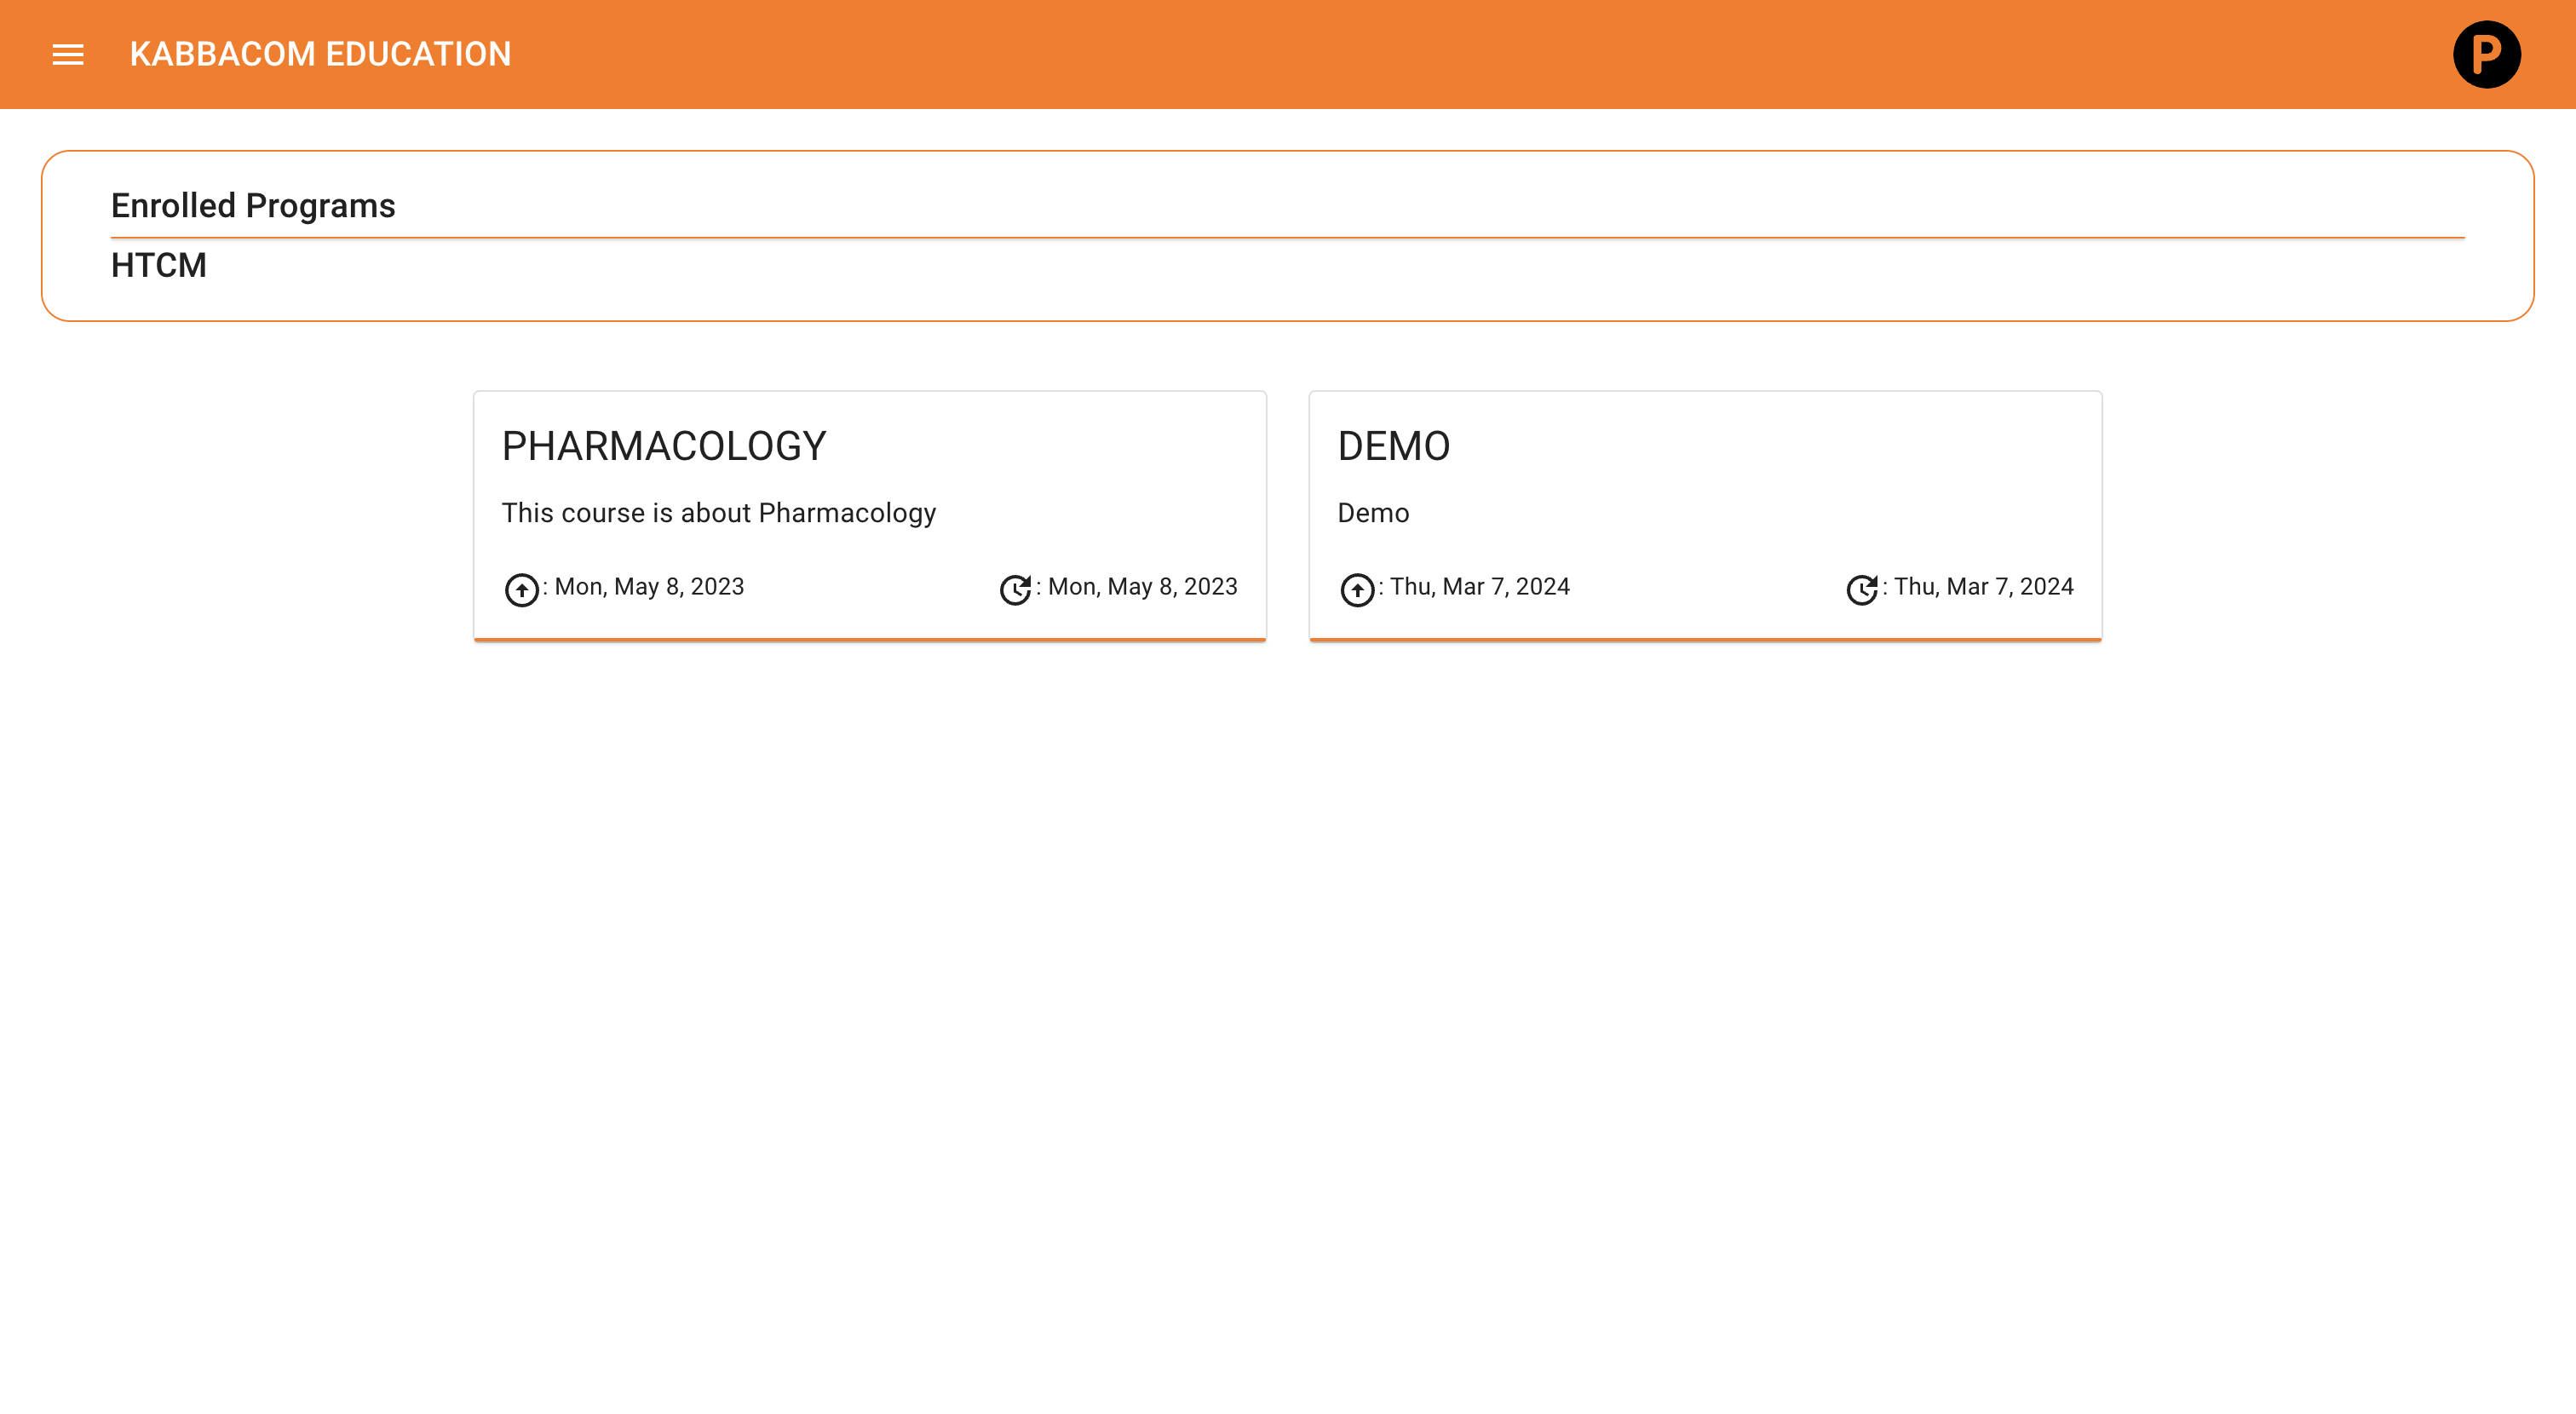 KABBACOM EDUCATION
P
Enrolled Programs
HTCM
PHARMACOLOGY
This course is about Pharmacology
: Mon, May 8, 2023
: Mon, May 8, 2023
DEMO
Demo
: Thu, Mar 7, 2024
: Thu, Mar 7, 2024